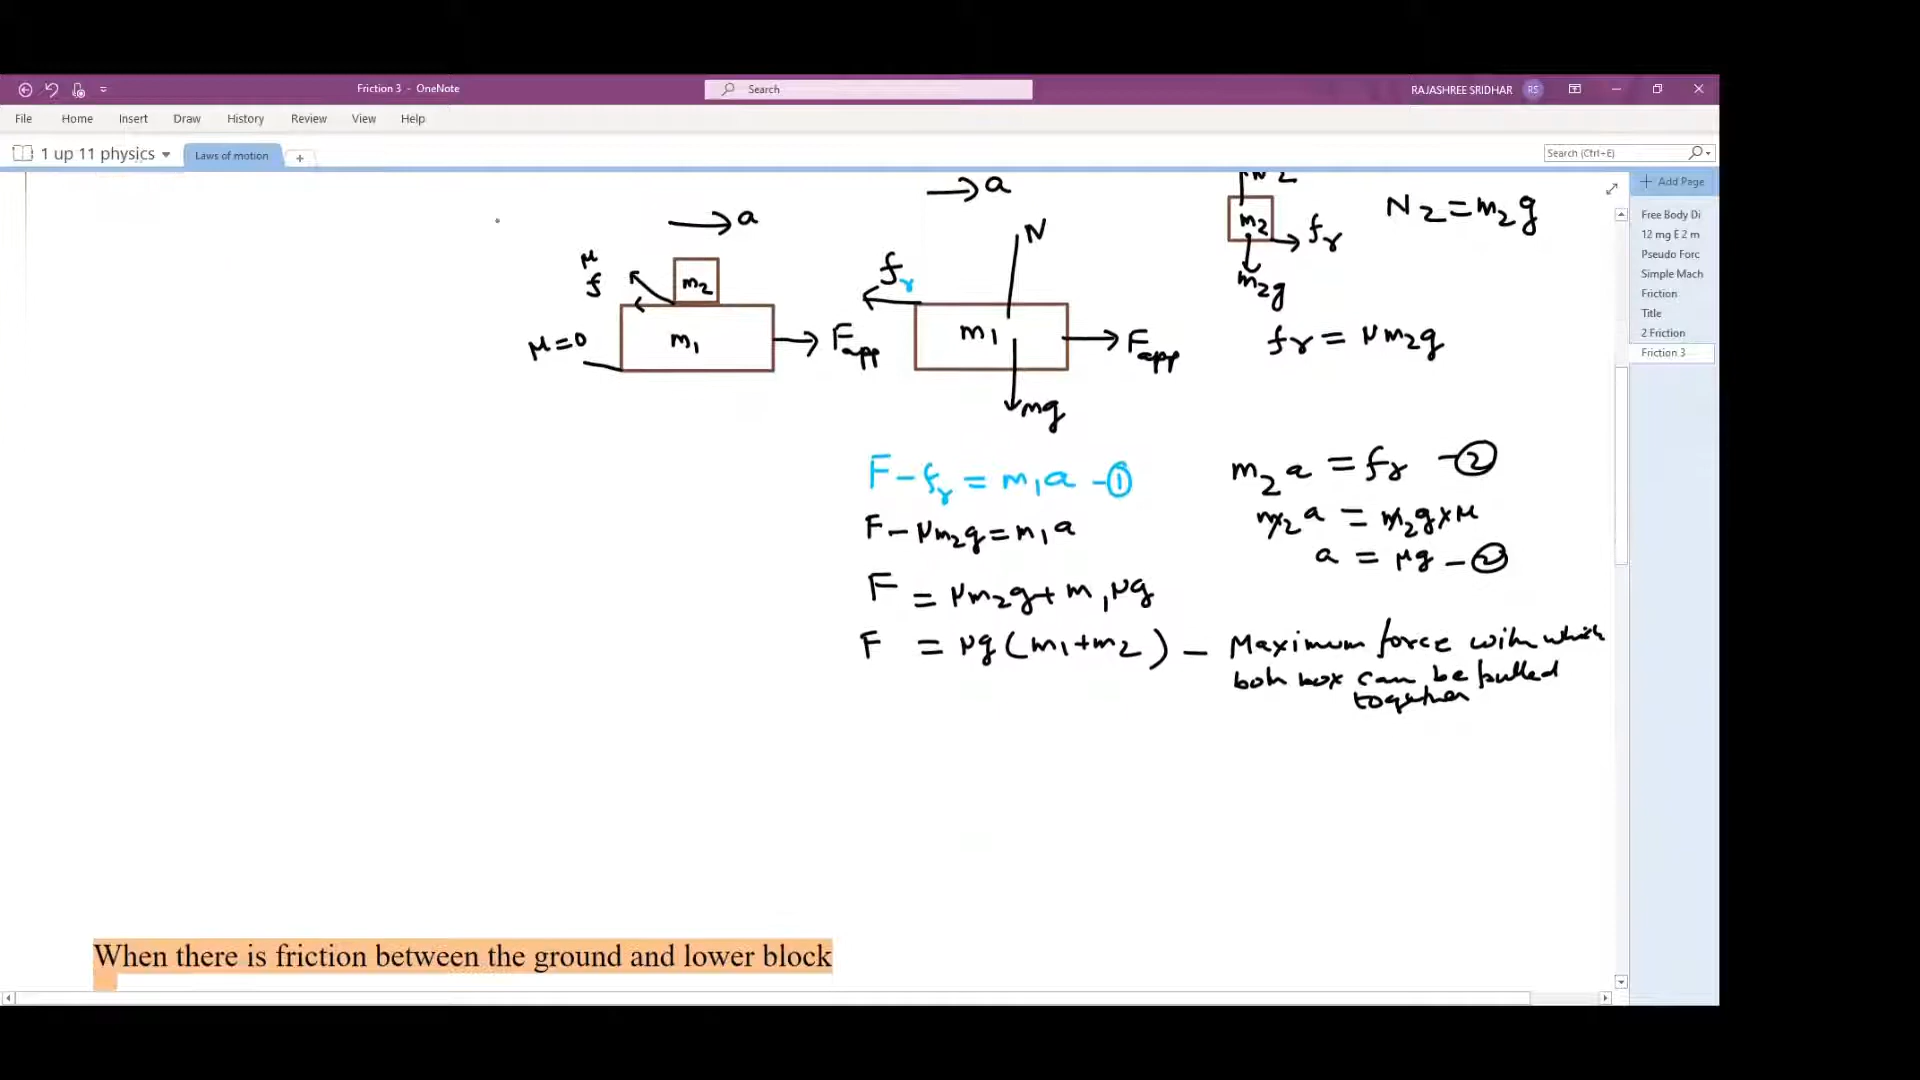 Friction 3 - OneNote
Search
RAJASHREE SRIDHAR
RS
File Home Insert Draw History Review View Help
1 up 11 physics
Laws of motion
+
Search (Ctrl+E)
+ Add Page
Free Body Di
12 mg E 2 m
Pseudo Forc
Simple Mach
Friction
Title
2 Friction
Friction 3
a
μ
f
m2
m1
μ=0
Fapp
a
N
fr
m1
Fapp
mg
N2
m2
fr
m2g
N2=m2g
fr = μm2g
F-fr = m1a -①
F-μm2g=m1a
F = μm2g+m1μg
F = μg(m1+m2) - Maximum force with which
both box can be pulled
together
m2a = fr -②
m2a = m2g×μ
a = μg -②
When there is friction between the ground and lower block